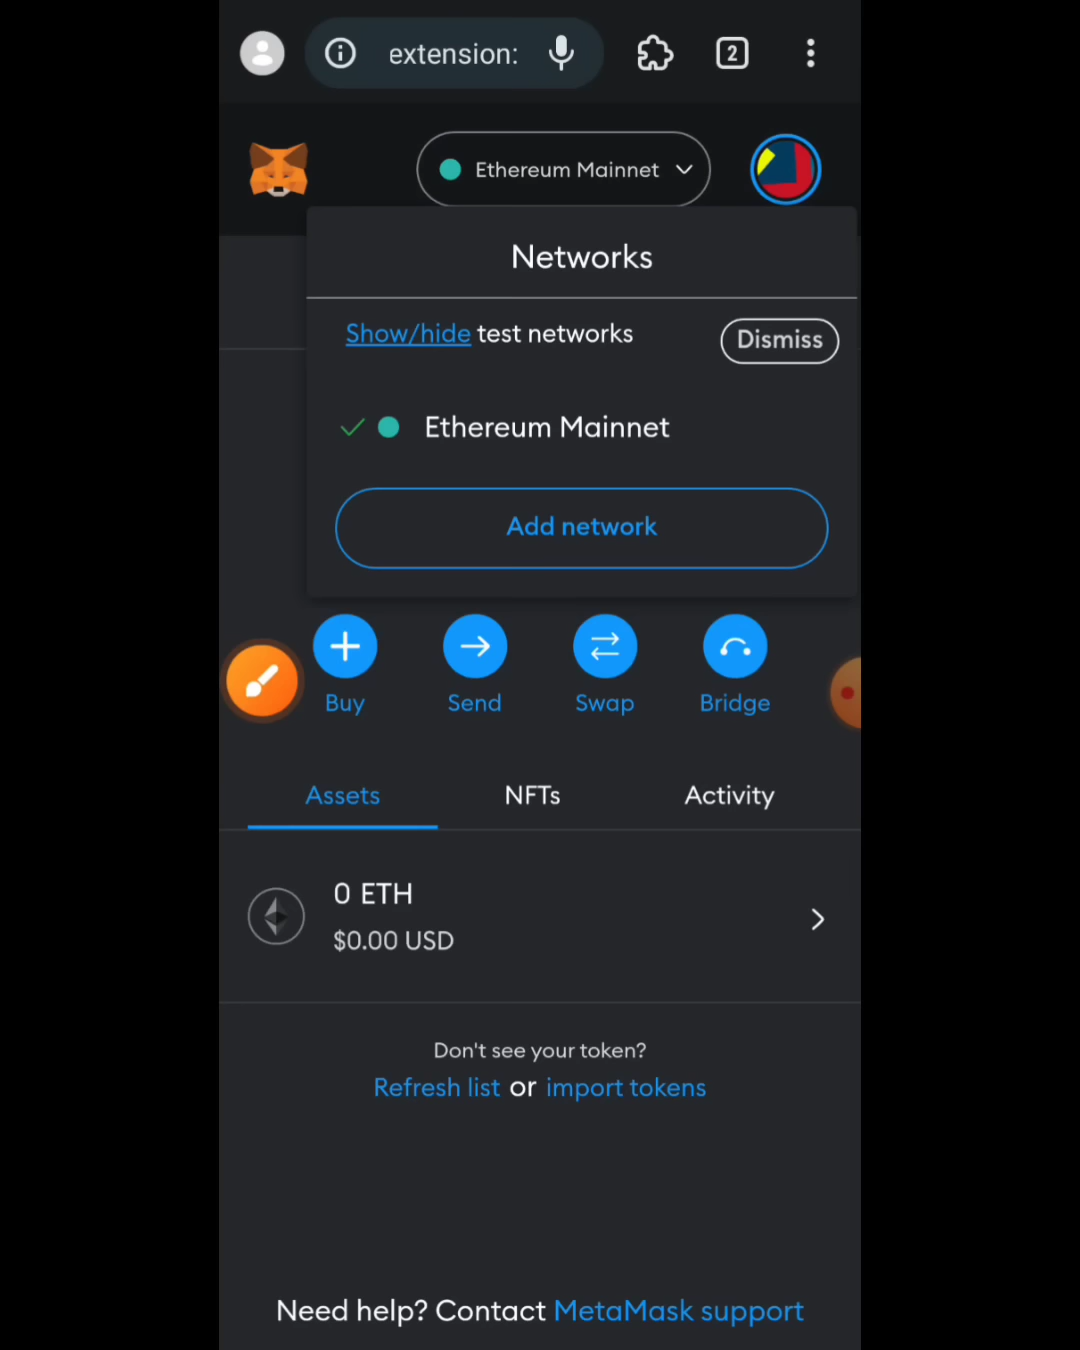 extension:
2
Ethereum Mainnet
Networks
Show/hide test networks
Dismiss
Ethereum Mainnet
Add network
Buy
Send
Swap
Bridge
Assets
NFTs
Activity
0 ETH
$0.00 USD
Don't see your token?
Refresh list or import tokens
Need help? Contact MetaMask support